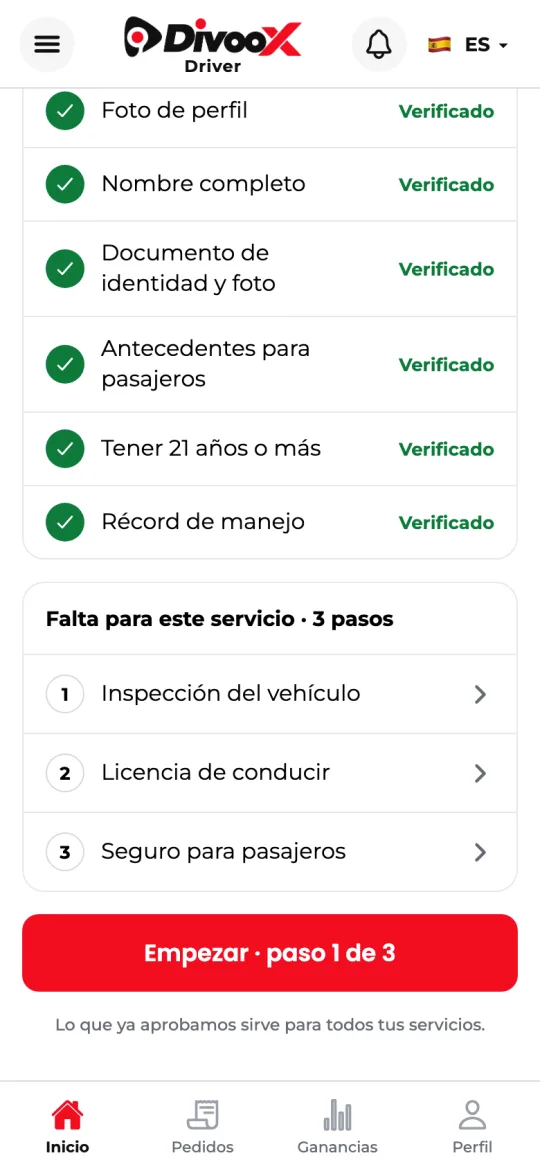 DivooX
Driver
ES
Foto de perfil
Verificado
Nombre completo
Verificado
Documento de
identidad y foto
Verificado
Antecedentes para
pasajeros
Verificado
Tener 21 años o más
Verificado
Récord de manejo
Verificado
Falta para este servicio · 3 pasos
1 Inspección del vehículo
2 Licencia de conducir
3 Seguro para pasajeros
Empezar · paso 1 de 3
Lo que ya aprobamos sirve para todos tus servicios.
Inicio
Pedidos
Ganancias
Perfil